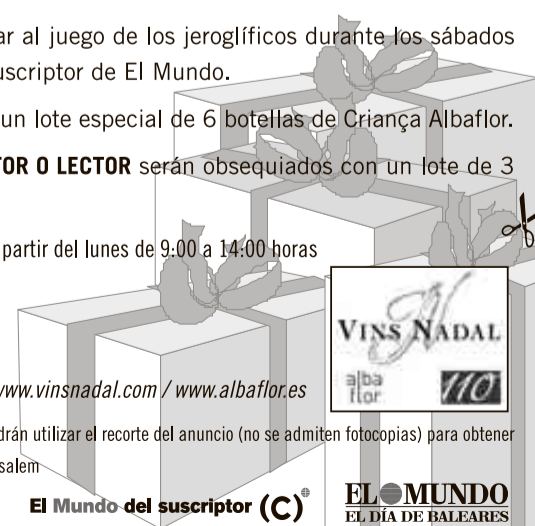 ar al juego de los jeroglíficos durante los sábados
uscriptor de El Mundo.
un lote especial de 6 botellas de Criança Albaflor.
TOR O LECTOR serán obsequiados con un lote de 3
partir del lunes de 9:00 a 14:00 horas
VINS NADAL
alba
flor
110
www.vinsnadal.com / www.albaflor.es
drán utilizar el recorte del anuncio (no se admiten fotocopias) para obtener
salem
El Mundo del suscriptor (C)®
EL MUNDO
EL DÍA DE BALEARES